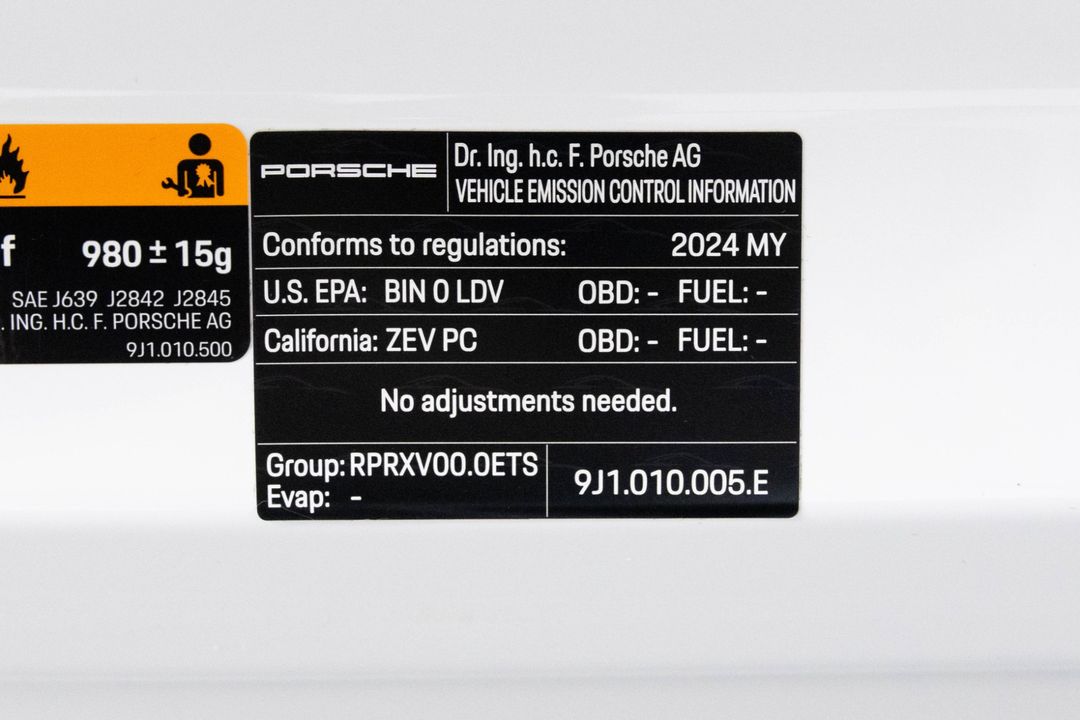 f 980 ± 15g
SAE J639 J2842 J2845
. ING. H.C. F. PORSCHE AG
9J1.010.500
PORSCHE
Dr. Ing. h.c. F. Porsche AG
VEHICLE EMISSION CONTROL INFORMATION
Conforms to regulations: 2024 MY
U.S. EPA: BIN 0 LDV OBD: - FUEL: -
California: ZEV PC OBD: - FUEL: -
No adjustments needed.
Group: RPRXV00.0ETS
Evap: -
9J1.010.005.E